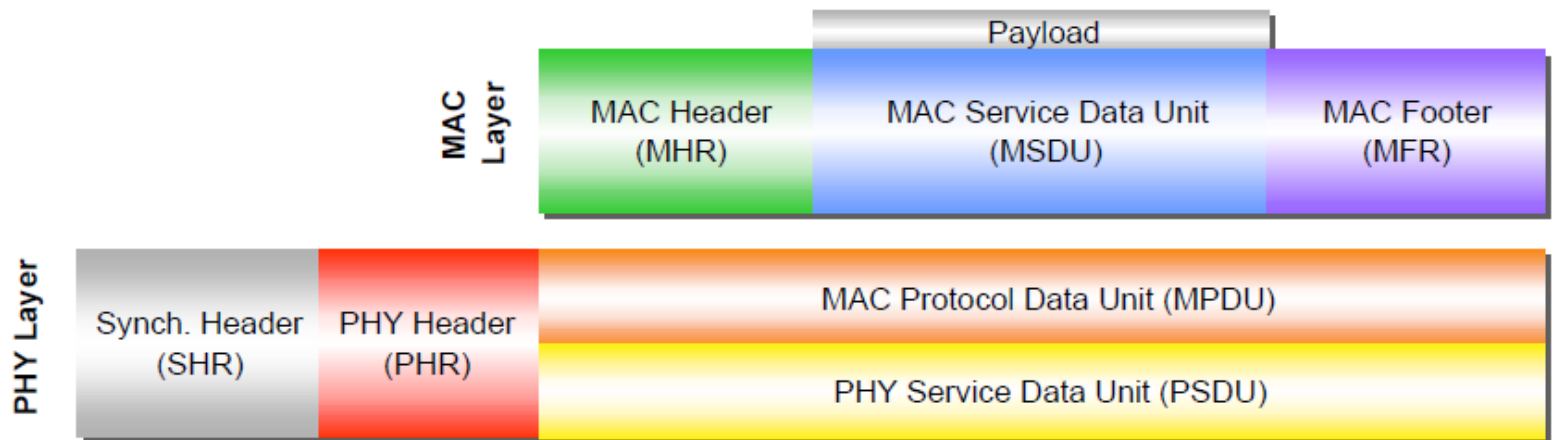 Payload
MAC
Layer
MAC Header
(MHR)
MAC Service Data Unit
(MSDU)
MAC Footer
(MFR)
PHY Layer
Synch. Header
(SHR)
PHY Header
(PHR)
MAC Protocol Data Unit (MPDU)
PHY Service Data Unit (PSDU)